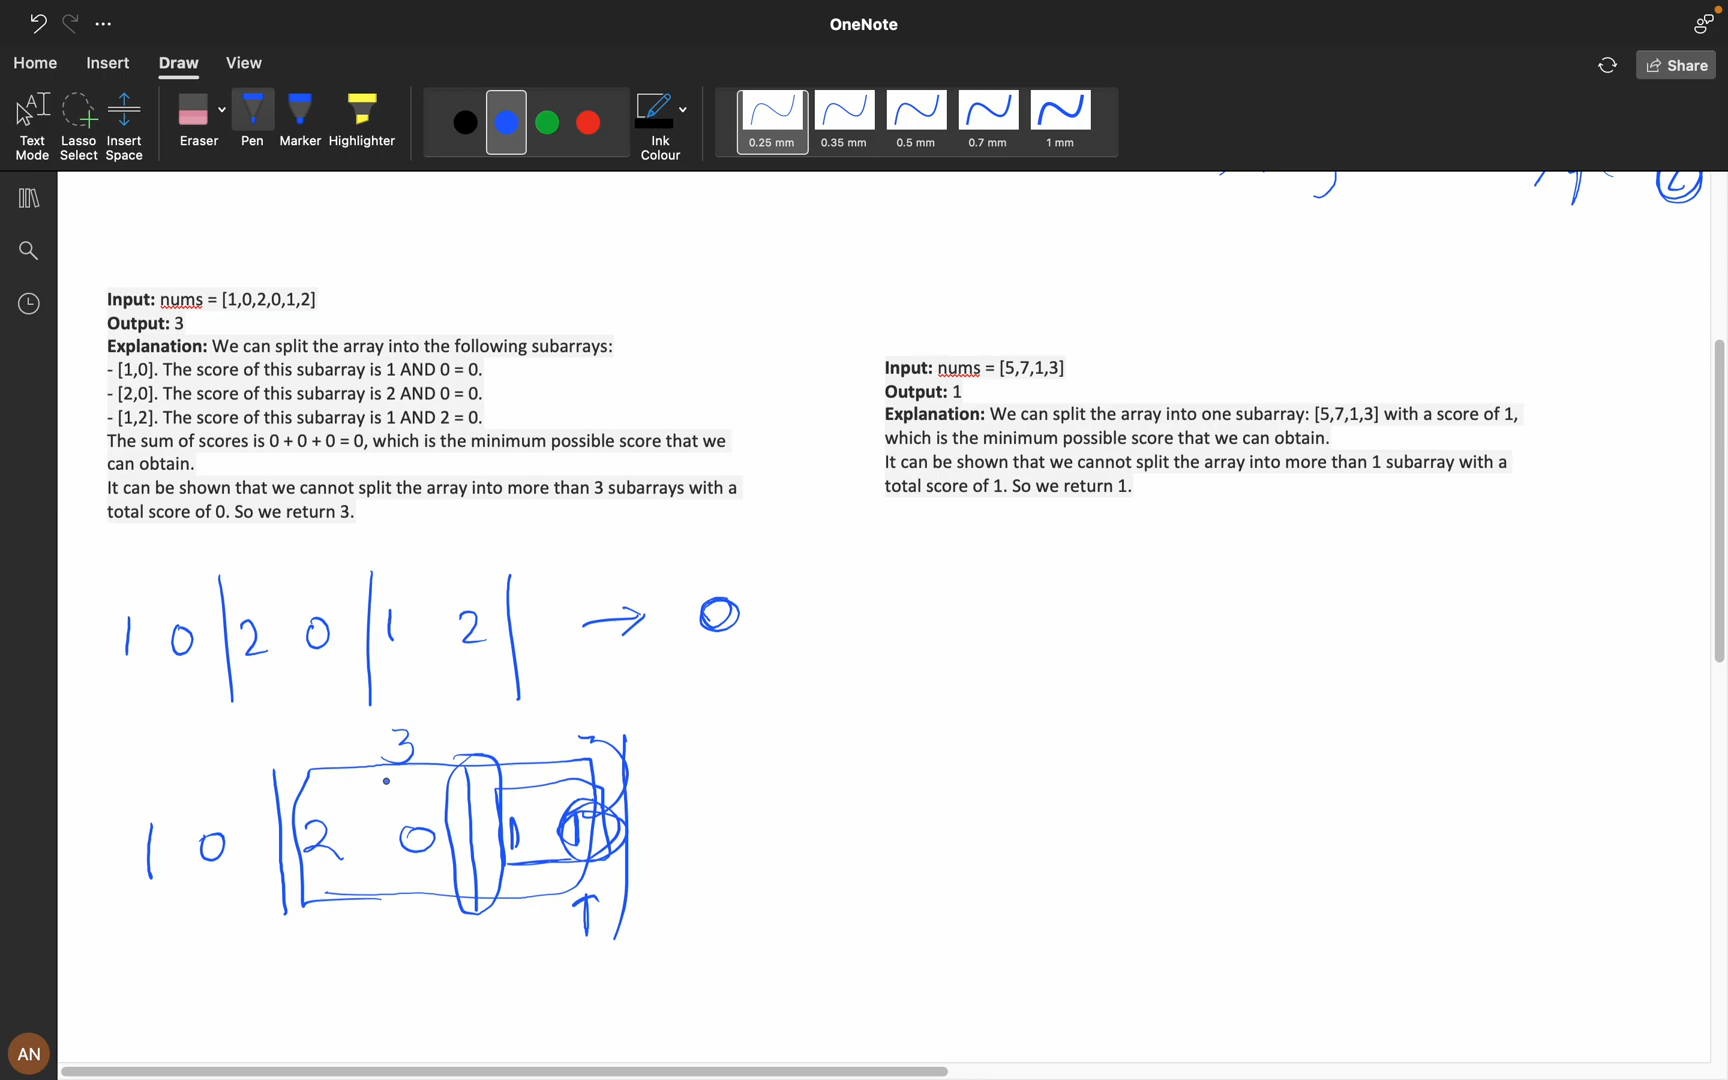 OneNote
Home Insert Draw View
Share
Text Mode
Lasso Select
Insert Space
Eraser
Pen
Marker
Highlighter
Ink Colour
0.25 mm
0.35 mm
0.5 mm
0.7 mm
1 mm
Input: nums = [1,0,2,0,1,2]
Output: 3
Explanation: We can split the array into the following subarrays:
- [1,0]. The score of this subarray is 1 AND 0 = 0.
- [2,0]. The score of this subarray is 2 AND 0 = 0.
- [1,2]. The score of this subarray is 1 AND 2 = 0.
The sum of scores is 0 + 0 + 0 = 0, which is the minimum possible score that we
can obtain.
It can be shown that we cannot split the array into more than 3 subarrays with a
total score of 0. So we return 3.
Input: nums = [5,7,1,3]
Output: 1
Explanation: We can split the array into one subarray: [5,7,1,3] with a score of 1,
which is the minimum possible score that we can obtain.
It can be shown that we cannot split the array into more than 1 subarray with a
total score of 1. So we return 1.
1 0 | 2 0 | 1 2 | → 0
3
1 0 | 2 0 | 1 1 |
AN